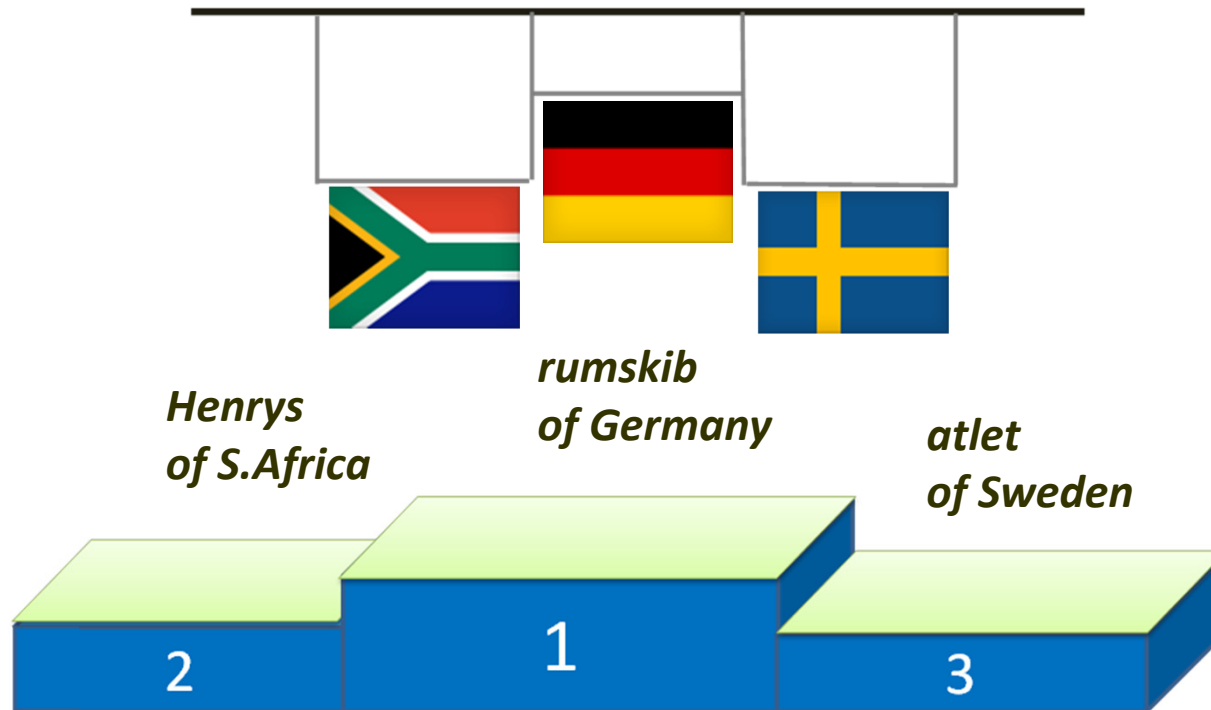 rumskib
of Germany
Henrys
of S.Africa
atlet
of Sweden
2
1
3